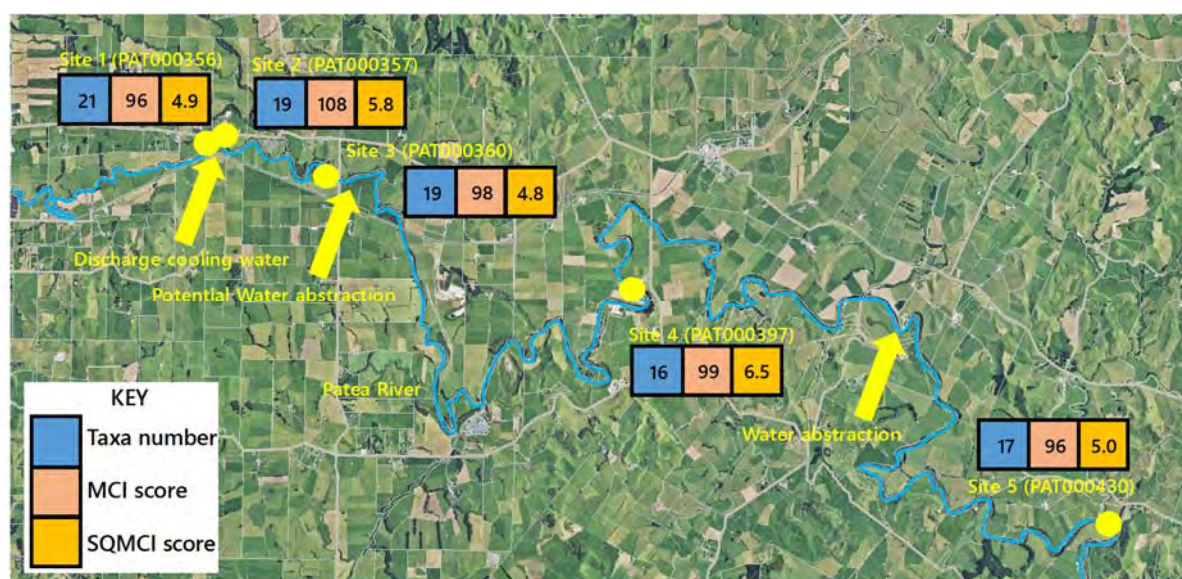 Site 1 (PAT000356)
21 96 4.9
Site 2 (PAT000357)
19 108 5.8
Site 3 (PAT000360)
19 98 4.8
Discharge cooling water
Potential Water abstraction
Site 4 (PAT000397)
16 99 6.5
Patea River
Water abstraction
17 96 5.0
Site 5 (PAT000430)
KEY
Taxa number
MCI score
SQMCI score